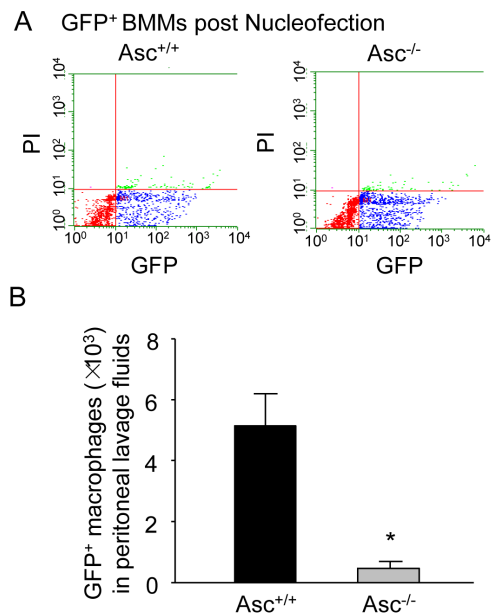 A GFP⁺ BMMs post Nucleofection
Asc⁺/⁺ Asc⁻/⁻
PI 10⁴ 10³ 10² 10¹ 10⁰
10⁰ 10¹ 10² 10³ 10⁴
GFP
PI 10⁴ 10³ 10² 10¹ 10⁰
10⁰ 10¹ 10² 10³ 10⁴
GFP
B
GFP⁺ macrophages (×10³)
in peritoneal lavage fluids
8
6
4
2
0
*
Asc⁺/⁺ Asc⁻/⁻